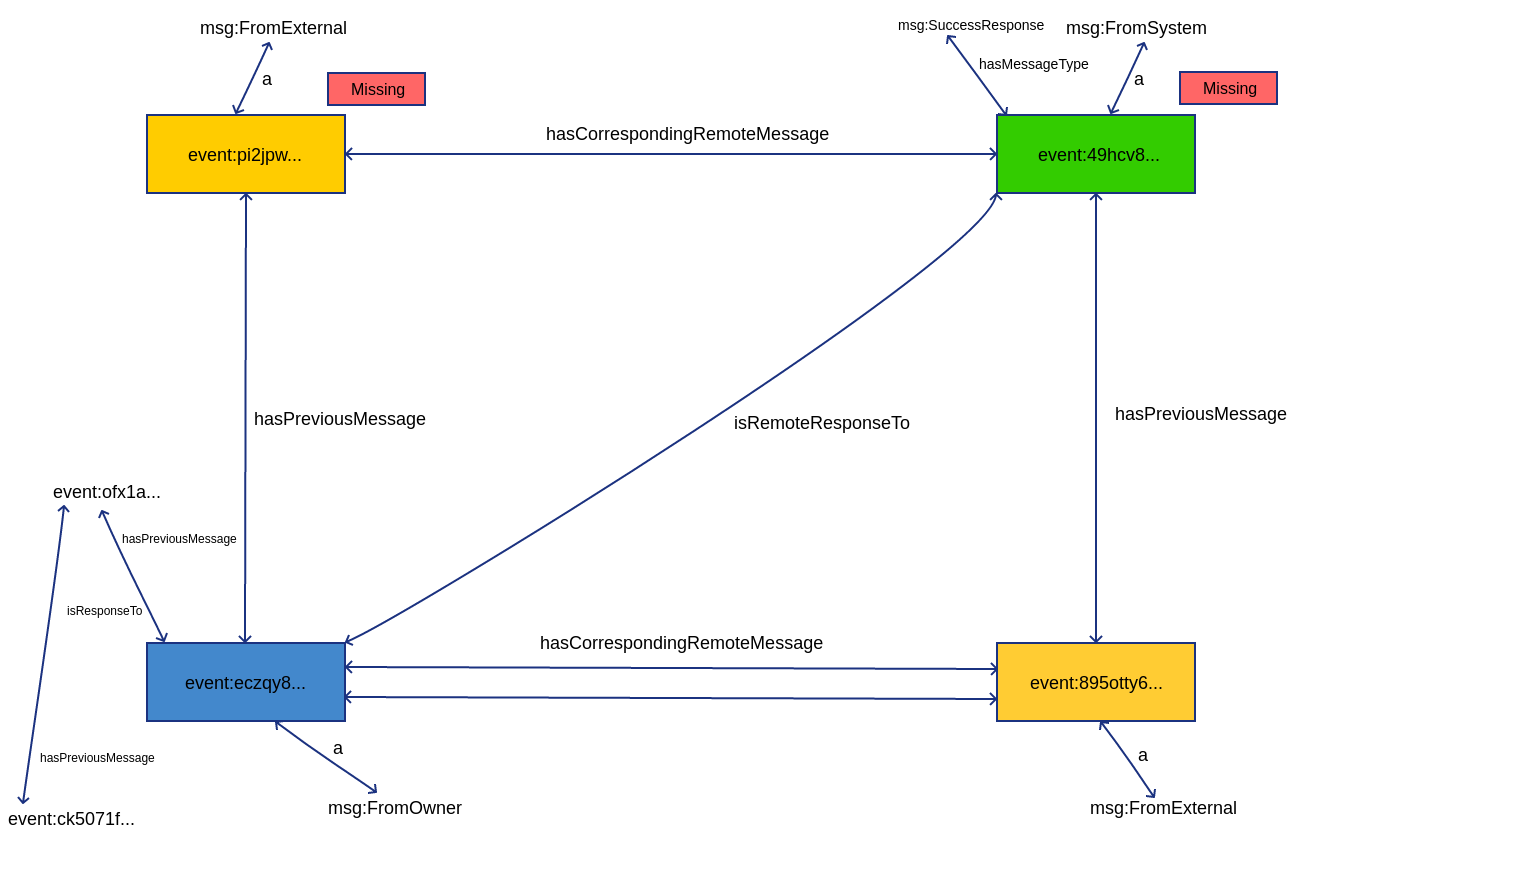 msg:FromExternal
msg:SuccessResponse
msg:FromSystem
a
hasMessageType
a
Missing
Missing
hasCorrespondingRemoteMessage
event:pi2jpw...
event:49hcv8...
hasPreviousMessage
isRemoteResponseTo
hasPreviousMessage
event:ofx1a...
hasPreviousMessage
isResponseTo
hasCorrespondingRemoteMessage
event:eczqy8...
event:895otty6...
hasPreviousMessage
a
a
event:ck5071f...
msg:FromOwner
msg:FromExternal